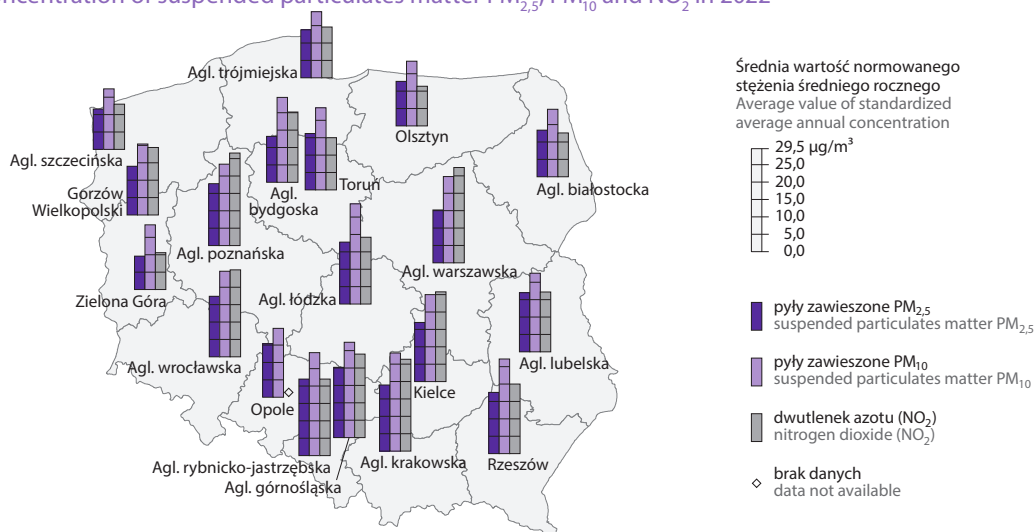 oncentration of suspended particulates matter PM2,5, PM10 and NO2 in 2022
Agl. trójmiejska
Olsztyn
Agl. szczecińska
Agl. białostocka
Gorzów
Wielkopolski
Agl.
bydgoska
Toruń
Agl. poznańska
Agl. warszawska
Zielona Góra
Agl. łódzka
Agl. wrocławska
Agl. lubelska
Opole
Kielce
Agl. rybnicko-jastrzębska
Agl. górnośląska
Agl. krakowska
Rzeszów
Średnia wartość normowanego
stężenia średniego rocznego
Average value of standardized
average annual concentration
29,5 µg/m³
25,0
20,0
15,0
10,0
5,0
0,0
pyły zawieszone PM2,5
suspended particulates matter PM2,5
pyły zawieszone PM10
suspended particulates matter PM10
dwutlenek azotu (NO2)
nitrogen dioxide (NO2)
brak danych
data not available